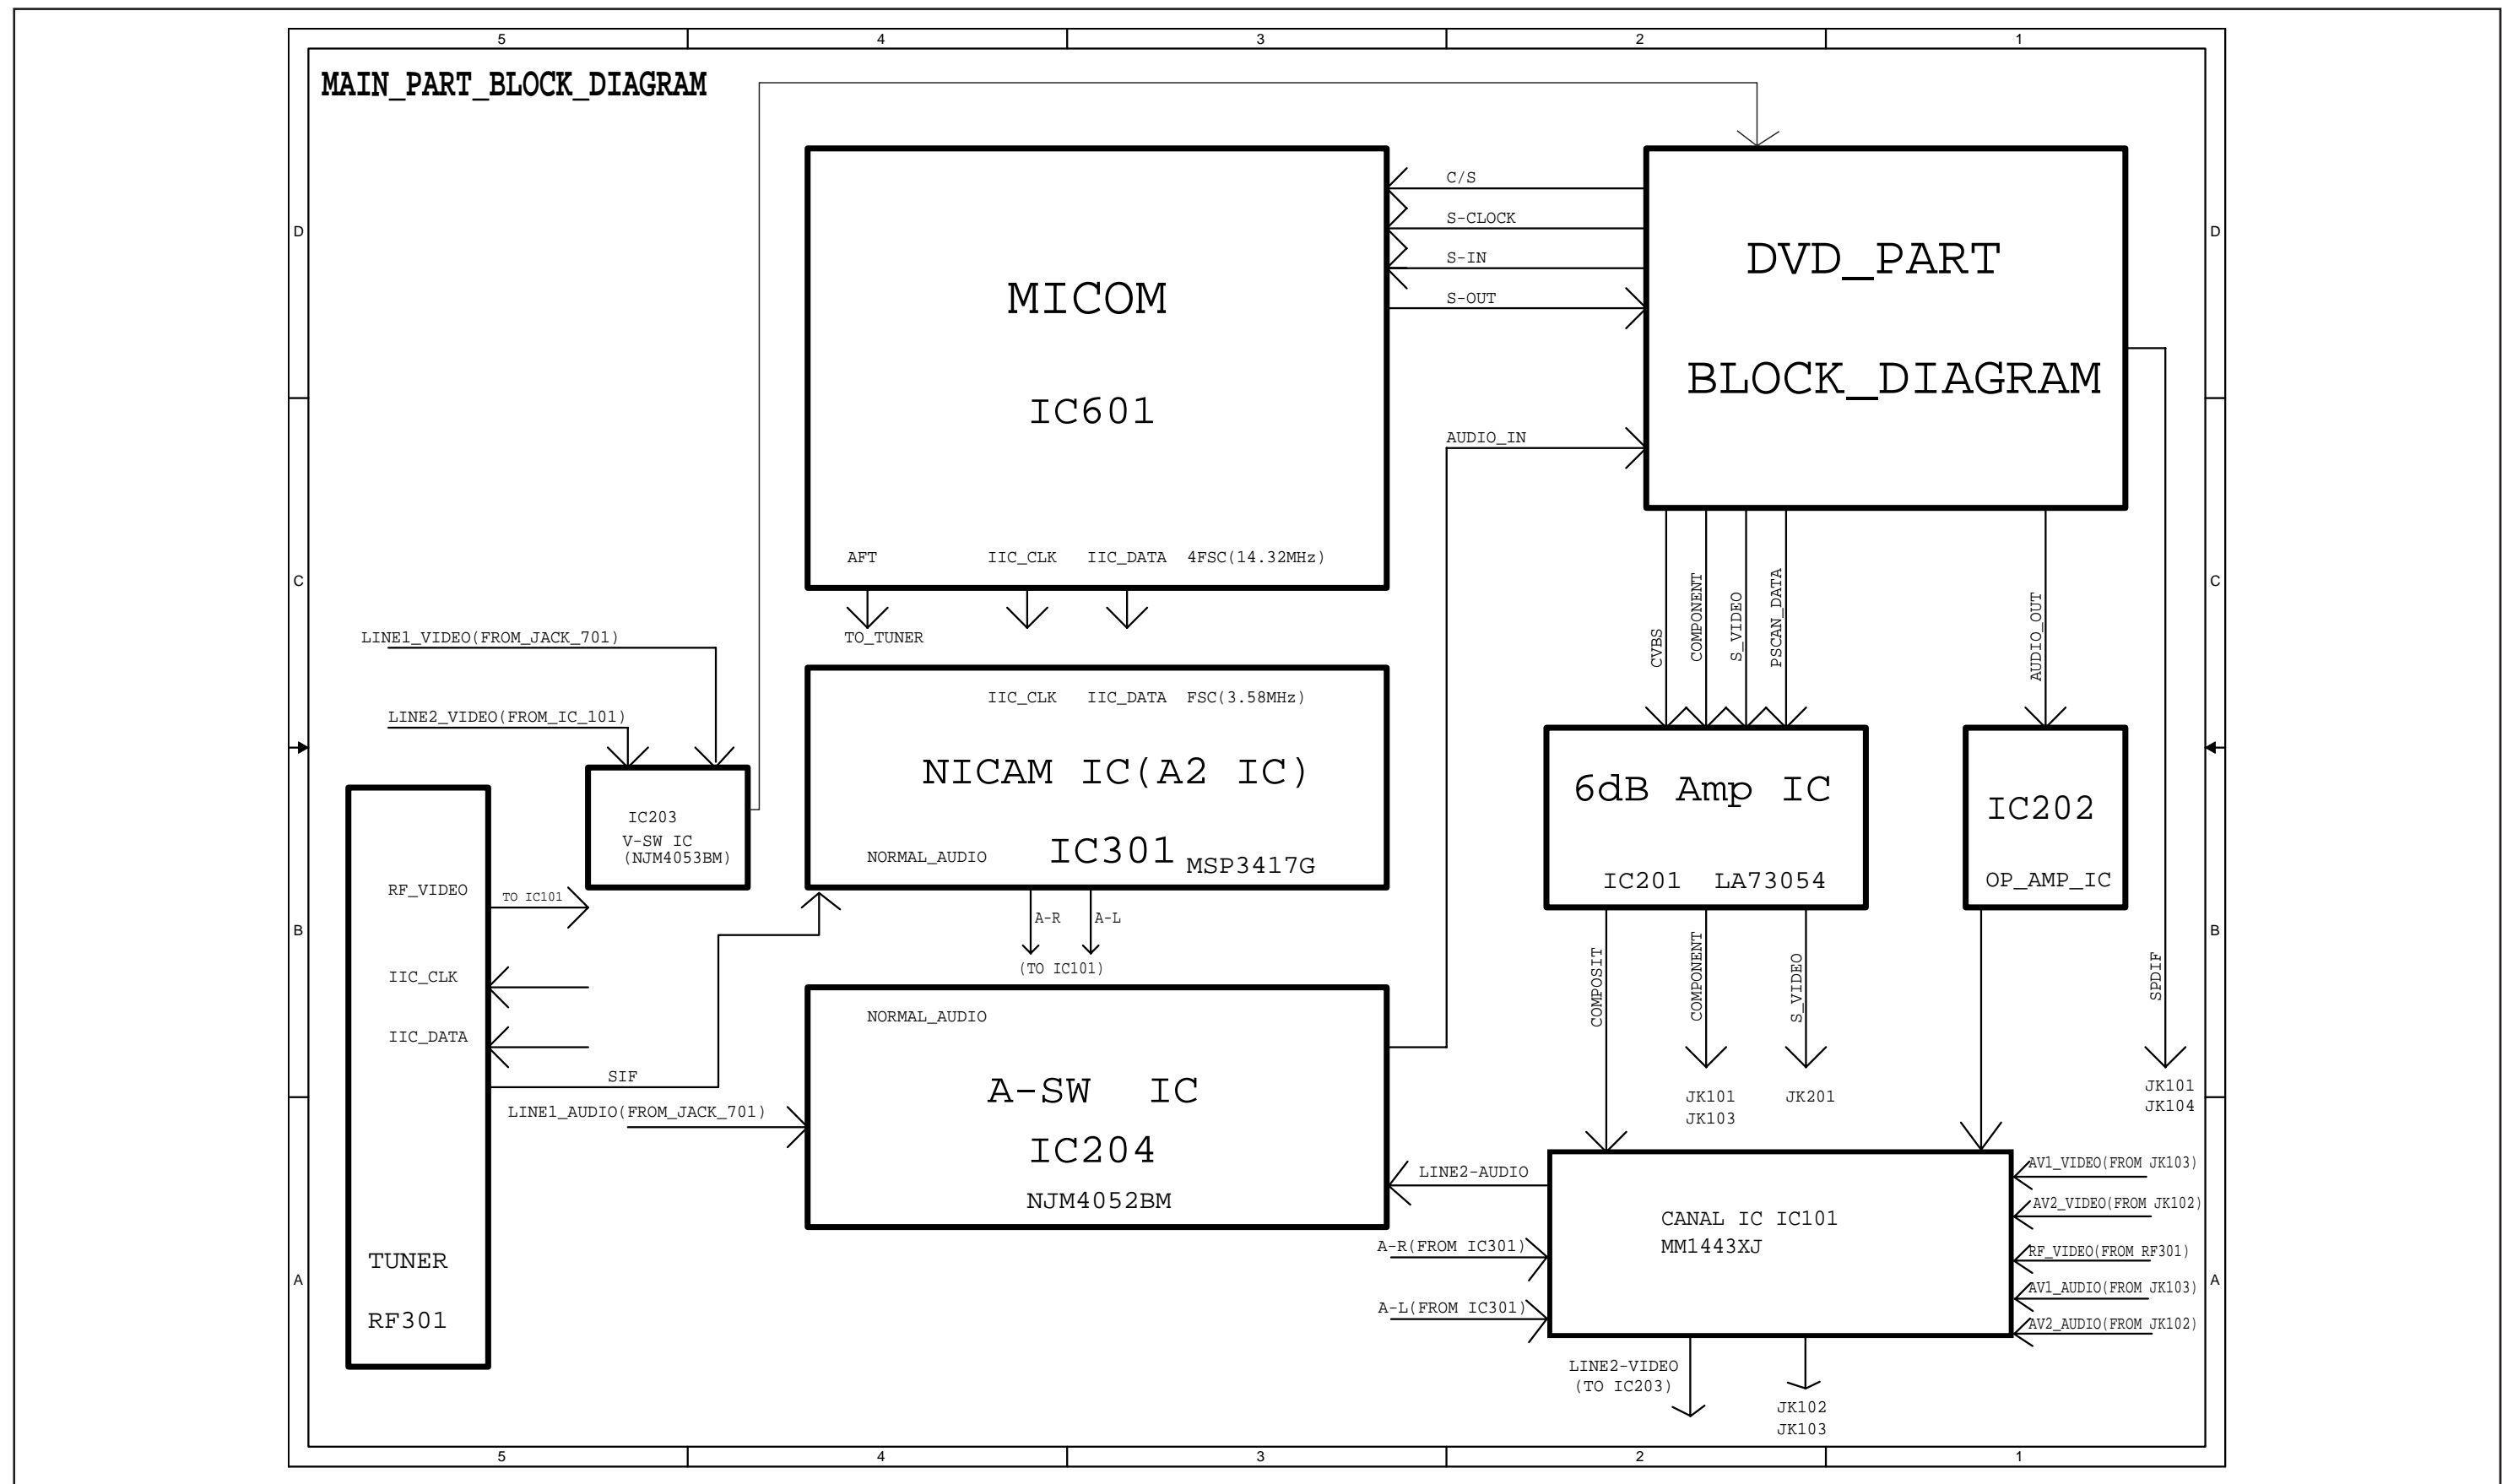 5 4 3 2 1
MAIN_PART_BLOCK_DIAGRAM
D
D
C/S
S-CLOCK
S-IN
S-OUT
MICOM
IC601
DVD_PART
BLOCK_DIAGRAM
AUDIO_IN
AFT IIC_CLK IIC_DATA 4FSC(14.32MHz)
TO_TUNER
C
C
CVBS
COMPONENT
S_VIDEO
PSCAN_DATA
AUDIO_OUT
LINE1_VIDEO(FROM_JACK_701)
LINE2_VIDEO(FROM_IC_101)
IIC_CLK IIC_DATA FSC(3.58MHz)
NICAM IC(A2 IC)
NORMAL_AUDIO IC301 MSP3417G
IC203
V-SW IC
(NJM4053BM)
6dB Amp IC
IC201 LA73054
IC202
OP_AMP_IC
RF_VIDEO
TO IC101
IIC_CLK
IIC_DATA
SIF
TUNER
RF301
A-R A-L
(TO IC101)
B
B
COMPOSIT
COMPONENT
S_VIDEO
SPDIF
NORMAL_AUDIO
A-SW IC
IC204
NJM4052BM
LINE1_AUDIO(FROM_JACK_701)
JK101
JK103
JK201
JK101
JK104
LINE2-AUDIO
A-R(FROM IC301)
A-L(FROM IC301)
CANAL IC IC101
MM1443XJ
AV1_VIDEO(FROM JK103)
AV2_VIDEO(FROM JK102)
RF_VIDEO(FROM RF301)
AV1_AUDIO(FROM JK103)
AV2_AUDIO(FROM JK102)
A
A
LINE2-VIDEO
(TO IC203)
JK102
JK103
5 4 3 2 1